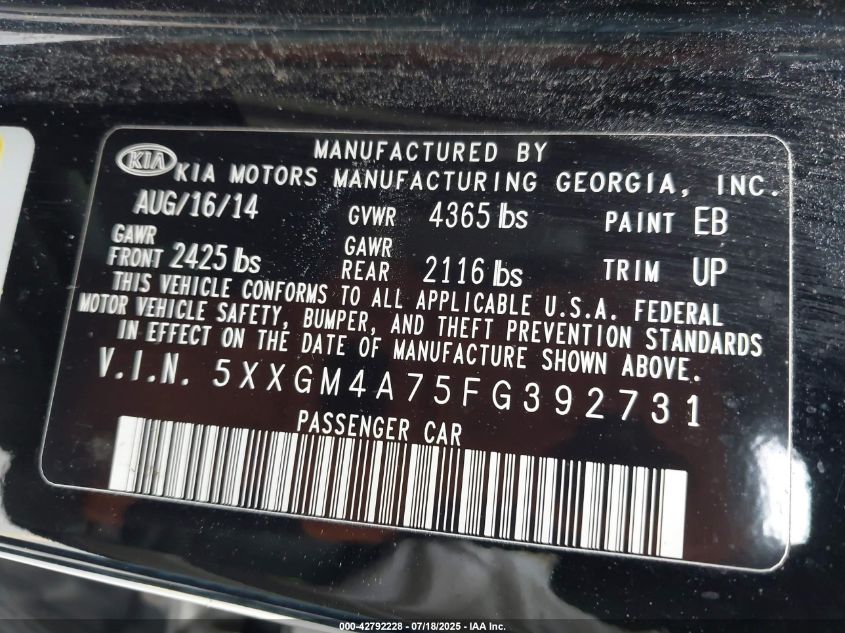 KIA
MANUFACTURED BY
KIA MOTORS MANUFACTURING GEORGIA, INC.
AUG/16/14 GVWR 4365 lbs PAINT EB
GAWR FRONT 2425 lbs GAWR REAR 2116 lbs TRIM UP
THIS VEHICLE CONFORMS TO ALL APPLICABLE U.S.A. FEDERAL
MOTOR VEHICLE SAFETY, BUMPER, AND THEFT PREVENTION STANDARDS
IN EFFECT ON THE DATE OF MANUFACTURE SHOWN ABOVE.
V.I.N. 5XXGM4A75FG392731
PASSENGER CAR
000-42792228 - 07/18/2025 - IAA Inc.